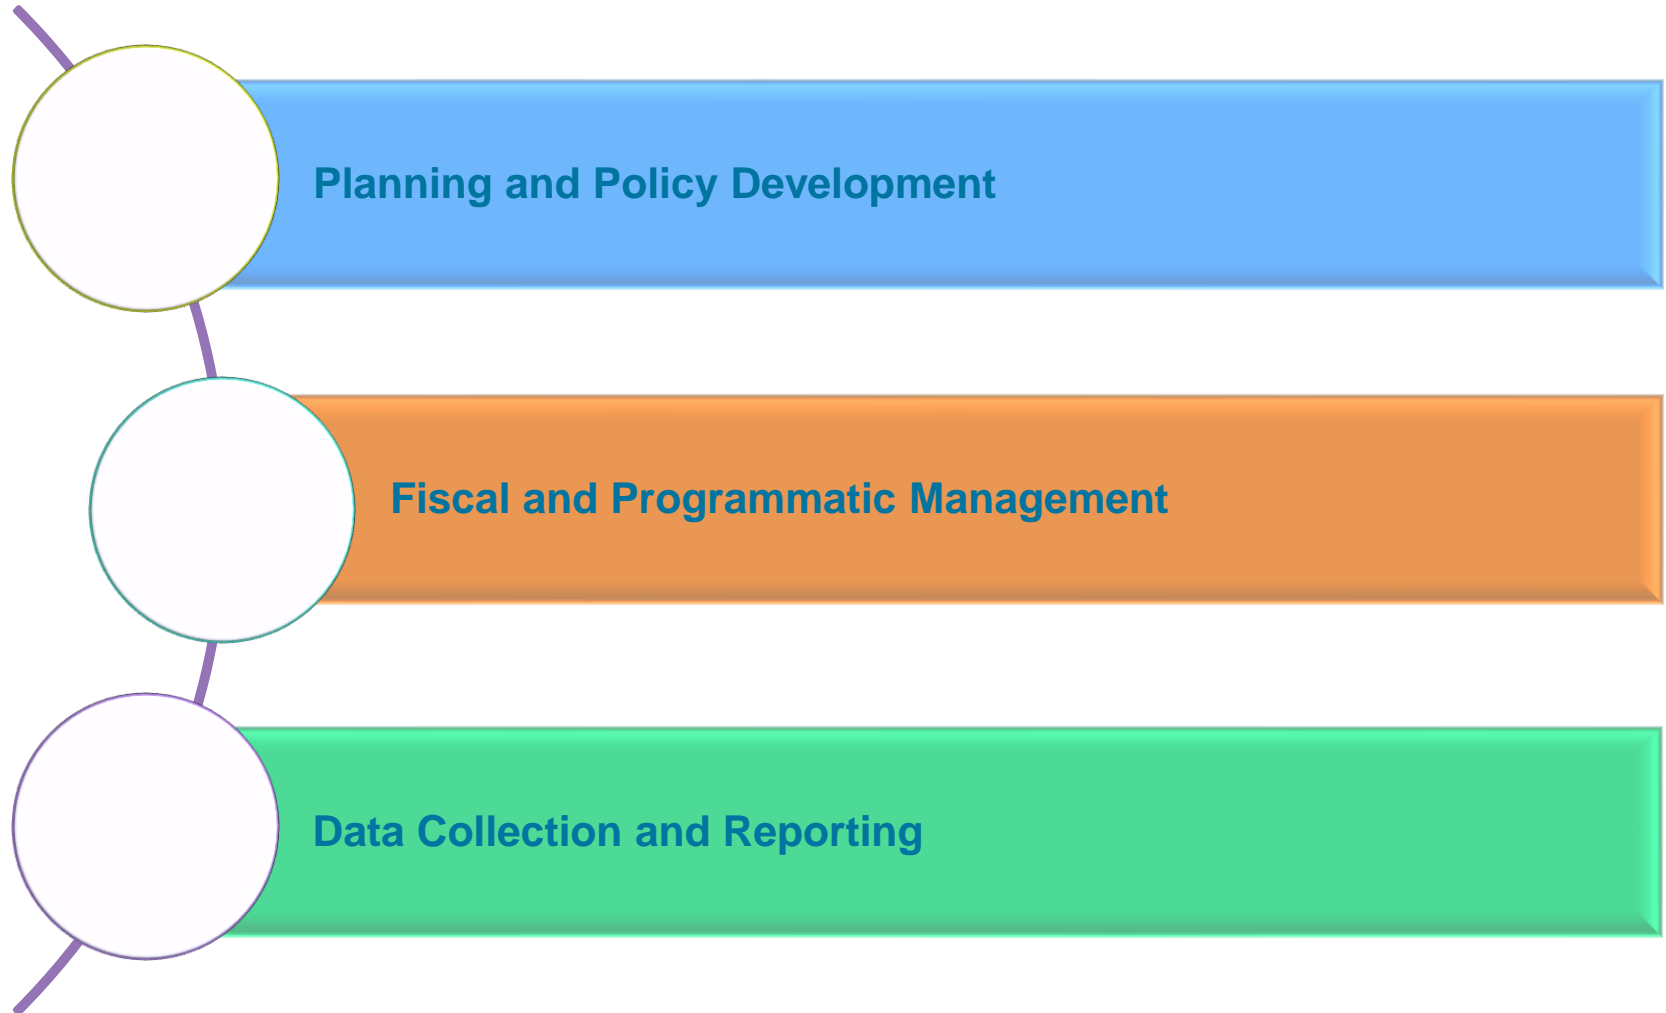 Planning and Policy Development
Fiscal and Programmatic Management
Data Collection and Reporting